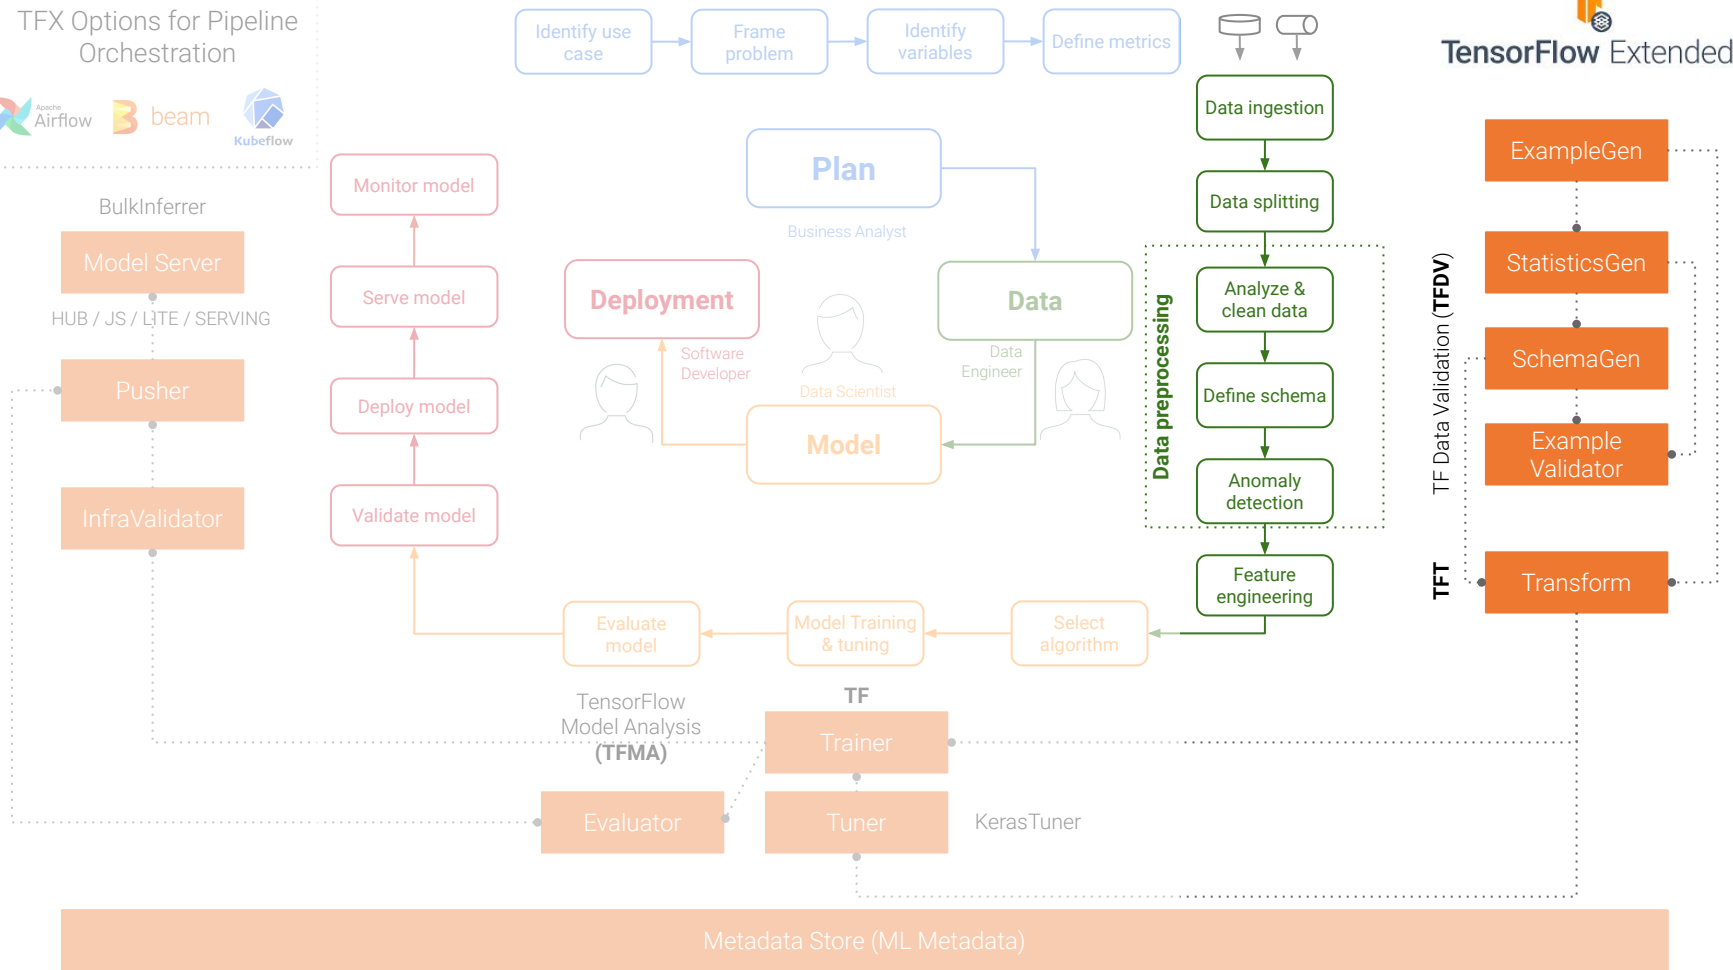 TFX Options for Pipeline
Orchestration
Apache
Airflow
beam
Kubeflow
Identify use
case
Frame
problem
Identify
variables
Define metrics
TensorFlow Extended
Data ingestion
Data splitting
Data preprocessing
Analyze &
clean data
Define schema
Anomaly
detection
Feature
engineering
ExampleGen
StatisticsGen
SchemaGen
Example
Validator
Transform
TF Data Validation (TFDV)
TFT
Plan
Business Analyst
Data
Data
Engineer
Deployment
Software
Developer
Data Scientist
Model
Monitor model
Serve model
Deploy model
Validate model
BulkInferrer
Model Server
HUB / JS / LITE / SERVING
Pusher
InfraValidator
Evaluate
model
Model Training
& tuning
Select
algorithm
TensorFlow
Model Analysis
(TFMA)
TF
Trainer
Evaluator
Tuner
KerasTuner
Metadata Store (ML Metadata)